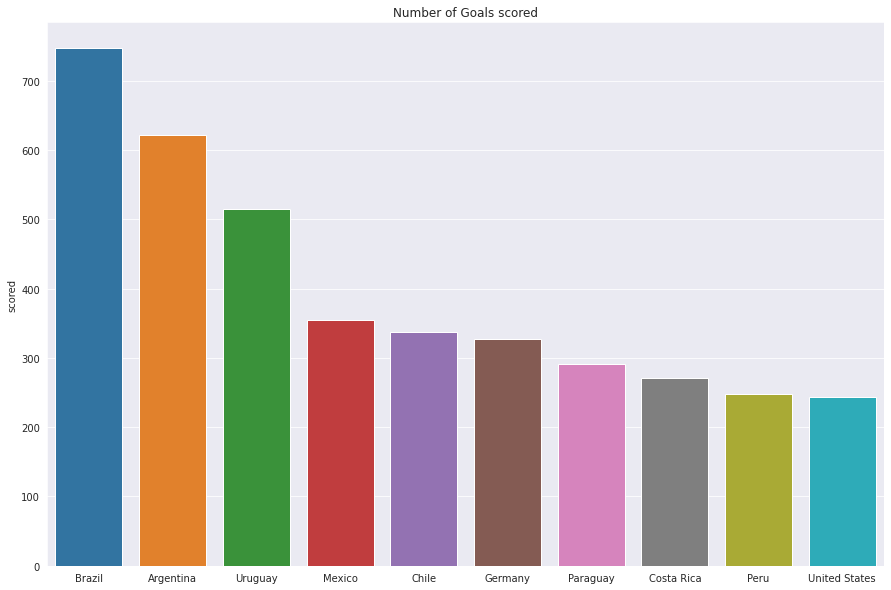 Number of Goals scored
scored
700
600
500
400
300
200
100
0
Brazil Argentina Uruguay Mexico Chile Germany Paraguay Costa Rica Peru United States